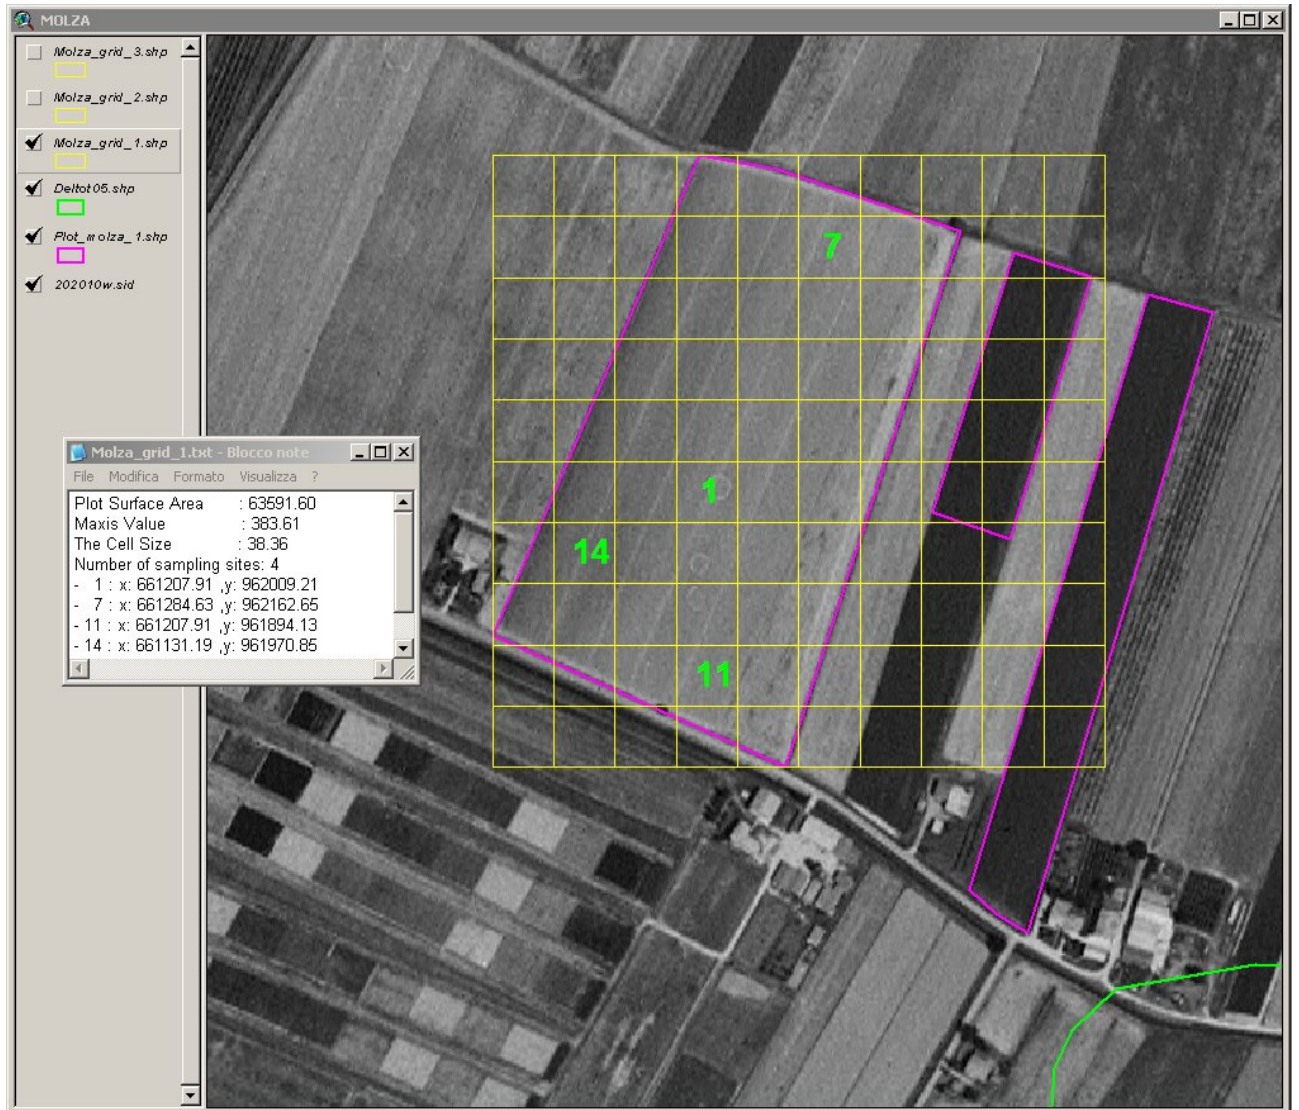 MOLZA
Molza_grid_3.shp
Molza_grid_2.shp
Molza_grid_1.shp
Deltot05.shp
Plot_molza_1.shp
202010w.sid
7
1
14
11
Molza_grid_1.txt - Blocco note
File Modifica Formato Visualizza ?
Plot Surface Area : 63591.60
Maxis Value : 383.61
The Cell Size : 38.36
Number of sampling sites: 4
- 1 : x: 661207.91 ,y: 962009.21
- 7 : x: 661284.63 ,y: 962162.65
- 11 : x: 661207.91 ,y: 961894.13
- 14 : x: 661131.19 ,y: 961970.85